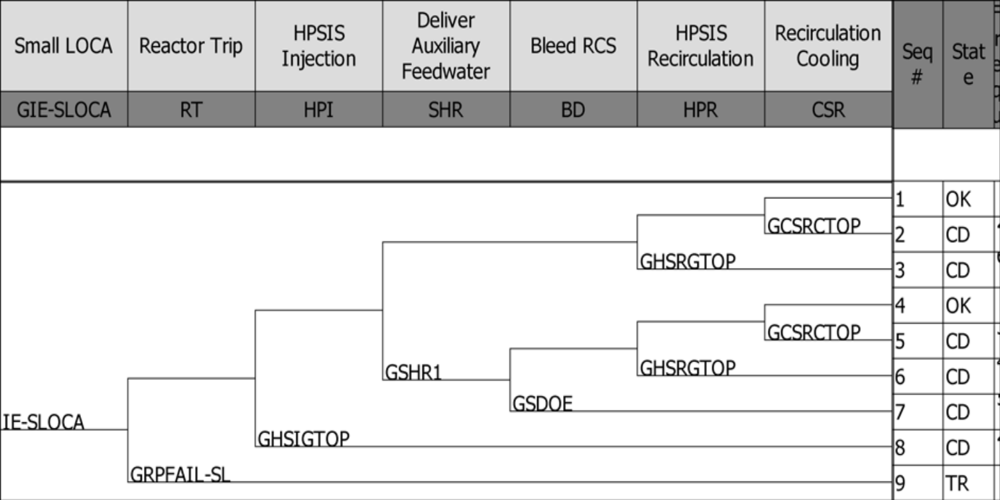 Small LOCA
Reactor Trip
HPSIS
Injection
Deliver
Auxiliary
Feedwater
Bleed RCS
HPSIS
Recirculation
Recirculation
Cooling
Seq
#
Stat
e
GIE-SLOCA
RT
HPI
SHR
BD
HPR
CSR
1
OK
GCSRCTOP
2
CD
GHSRGTOP
3
CD
4
OK
GCSRCTOP
5
CD
GHSRGTOP
6
CD
GSHR1
GSDOE
7
CD
IE-SLOCA
GHSIGTOP
8
CD
GRPFAIL-SL
9
TR